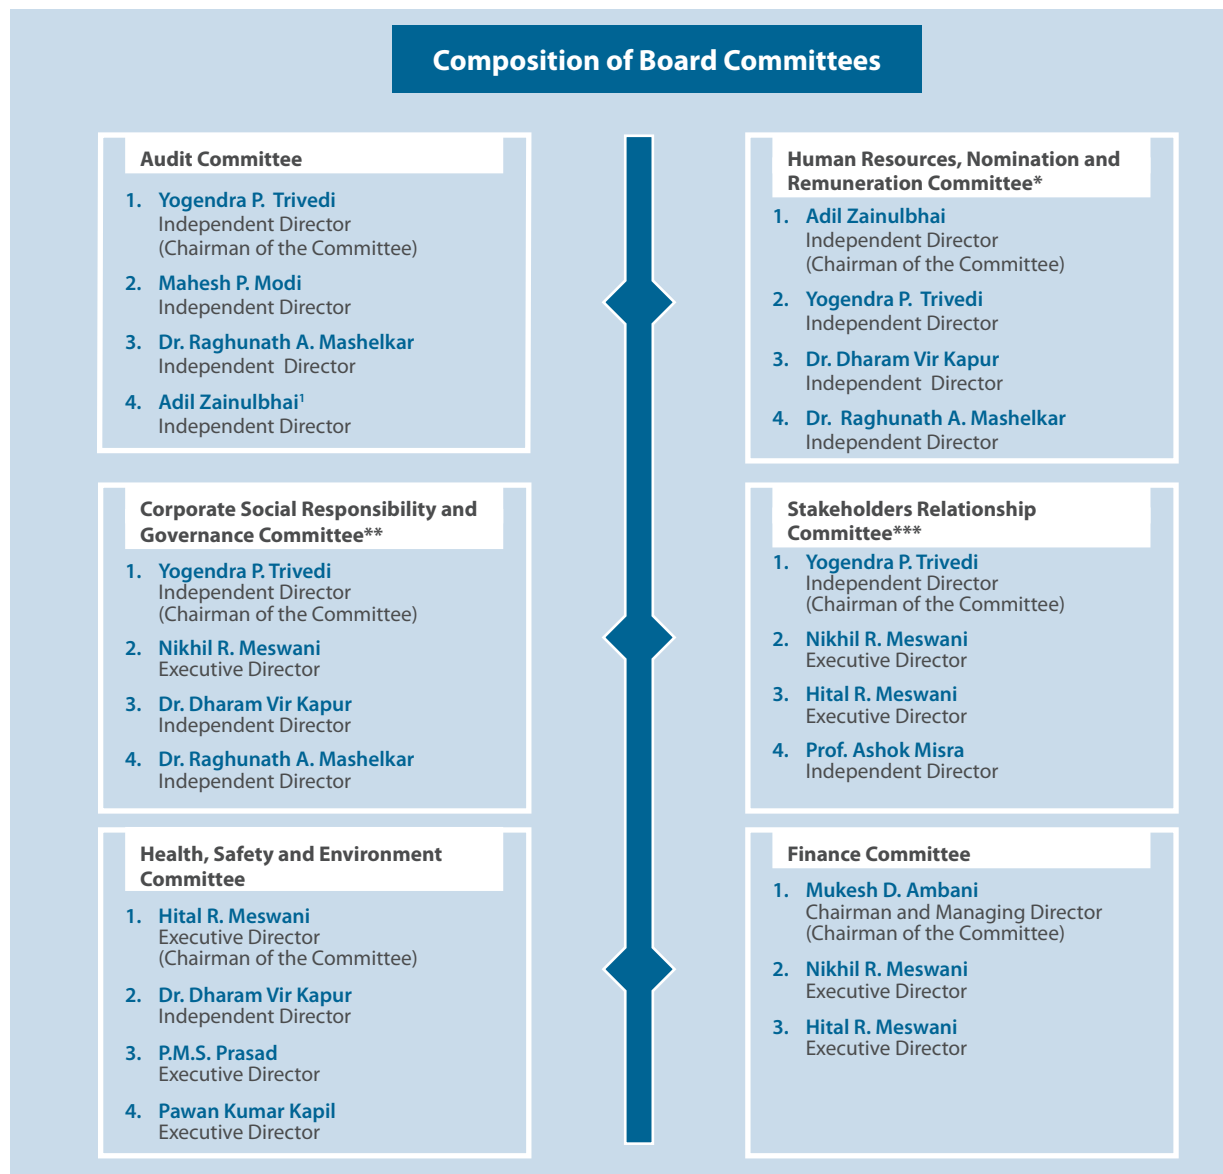 Composition of Board Committees
Audit Committee
1. Yogendra P. Trivedi
Independent Director
(Chairman of the Committee)
2. Mahesh P. Modi
Independent Director
3. Dr. Raghunath A. Mashelkar
Independent Director
4. Adil Zainulbhai¹
Independent Director
Human Resources, Nomination and
Remuneration Committee*
1. Adil Zainulbhai
Independent Director
(Chairman of the Committee)
2. Yogendra P. Trivedi
Independent Director
3. Dr. Dharam Vir Kapur
Independent Director
4. Dr. Raghunath A. Mashelkar
Independent Director
Corporate Social Responsibility and
Governance Committee**
1. Yogendra P. Trivedi
Independent Director
(Chairman of the Committee)
2. Nikhil R. Meswani
Executive Director
3. Dr. Dharam Vir Kapur
Independent Director
4. Dr. Raghunath A. Mashelkar
Independent Director
Stakeholders Relationship
Committee***
1. Yogendra P. Trivedi
Independent Director
(Chairman of the Committee)
2. Nikhil R. Meswani
Executive Director
3. Hital R. Meswani
Executive Director
4. Prof. Ashok Misra
Independent Director
Health, Safety and Environment
Committee
1. Hital R. Meswani
Executive Director
(Chairman of the Committee)
2. Dr. Dharam Vir Kapur
Independent Director
3. P.M.S. Prasad
Executive Director
4. Pawan Kumar Kapil
Executive Director
Finance Committee
1. Mukesh D. Ambani
Chairman and Managing Director
(Chairman of the Committee)
2. Nikhil R. Meswani
Executive Director
3. Hital R. Meswani
Executive Director